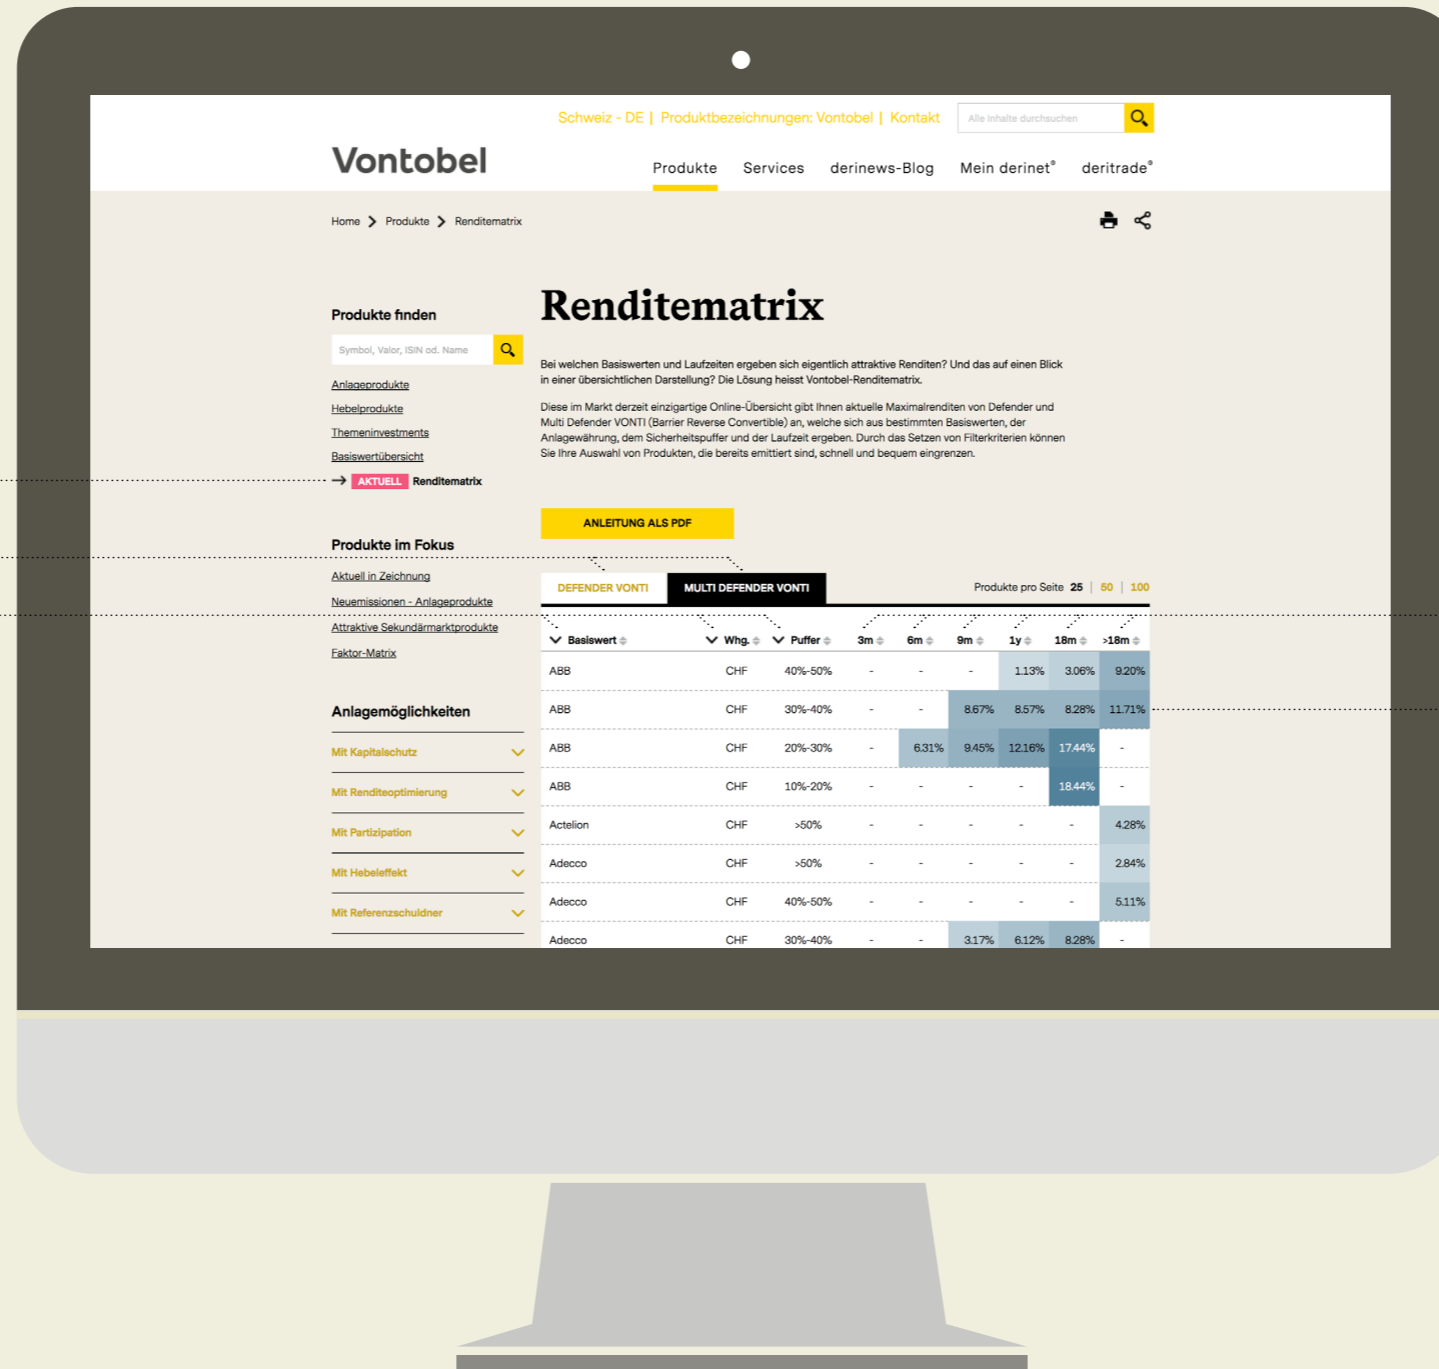 Schweiz - DE | Produktbezeichnungen: Vontobel | Kontakt
Alle Inhalte durchsuchen
Vontobel
Produkte Services derinews-Blog Mein derinet® deritrade®
Home > Produkte > Renditematrix
Produkte finden
Symbol, Valor, ISIN od. Name
Anlageprodukte
Hebelprodukte
Themeninvestments
Basiswertübersicht
→ AKTUELL Renditematrix
Produkte im Fokus
Aktuell in Zeichnung
Neuemissionen - Anlageprodukte
Attraktive Sekundärmarktprodukte
Faktor-Matrix
Anlagemöglichkeiten
Mit Kapitalschutz
Mit Renditeoptimierung
Mit Partizipation
Mit Hebeleffekt
Mit Referenzschuldner
Renditematrix
Bei welchen Basiswerten und Laufzeiten ergeben sich eigentlich attraktive Renditen? Und das auf einen Blick
in einer übersichtlichen Darstellung? Die Lösung heisst Vontobel-Renditematrix.
Diese im Markt derzeit einzigartige Online-Übersicht gibt Ihnen aktuelle Maximalrenditen von Defender und
Multi Defender VONTI (Barrier Reverse Convertible) an, welche sich aus bestimmten Basiswerten, der
Anlagewährung, dem Sicherheitspuffer und der Laufzeit ergeben. Durch das Setzen von Filterkriterien können
Sie Ihre Auswahl von Produkten, die bereits emittiert sind, schnell und bequem eingrenzen.
ANLEITUNG ALS PDF
DEFENDER VONTI MULTI DEFENDER VONTI Produkte pro Seite 25 | 50 | 100
Basiswert Whg. Puffer 3m 6m 9m 1y 18m >18m
ABB CHF 40%-50% - - - 1.13% 3.06% 9.20%
ABB CHF 30%-40% - - 8.67% 8.57% 8.28% 11.71%
ABB CHF 20%-30% - 6.31% 9.45% 12.16% 17.44% -
ABB CHF 10%-20% - - - - 18.44% -
Actelion CHF >50% - - - - - 4.28%
Adecco CHF >50% - - - - - 2.84%
Adecco CHF 40%-50% - - - - - 5.11%
Adecco CHF 30%-40% - - 3.17% 6.12% 8.28% -